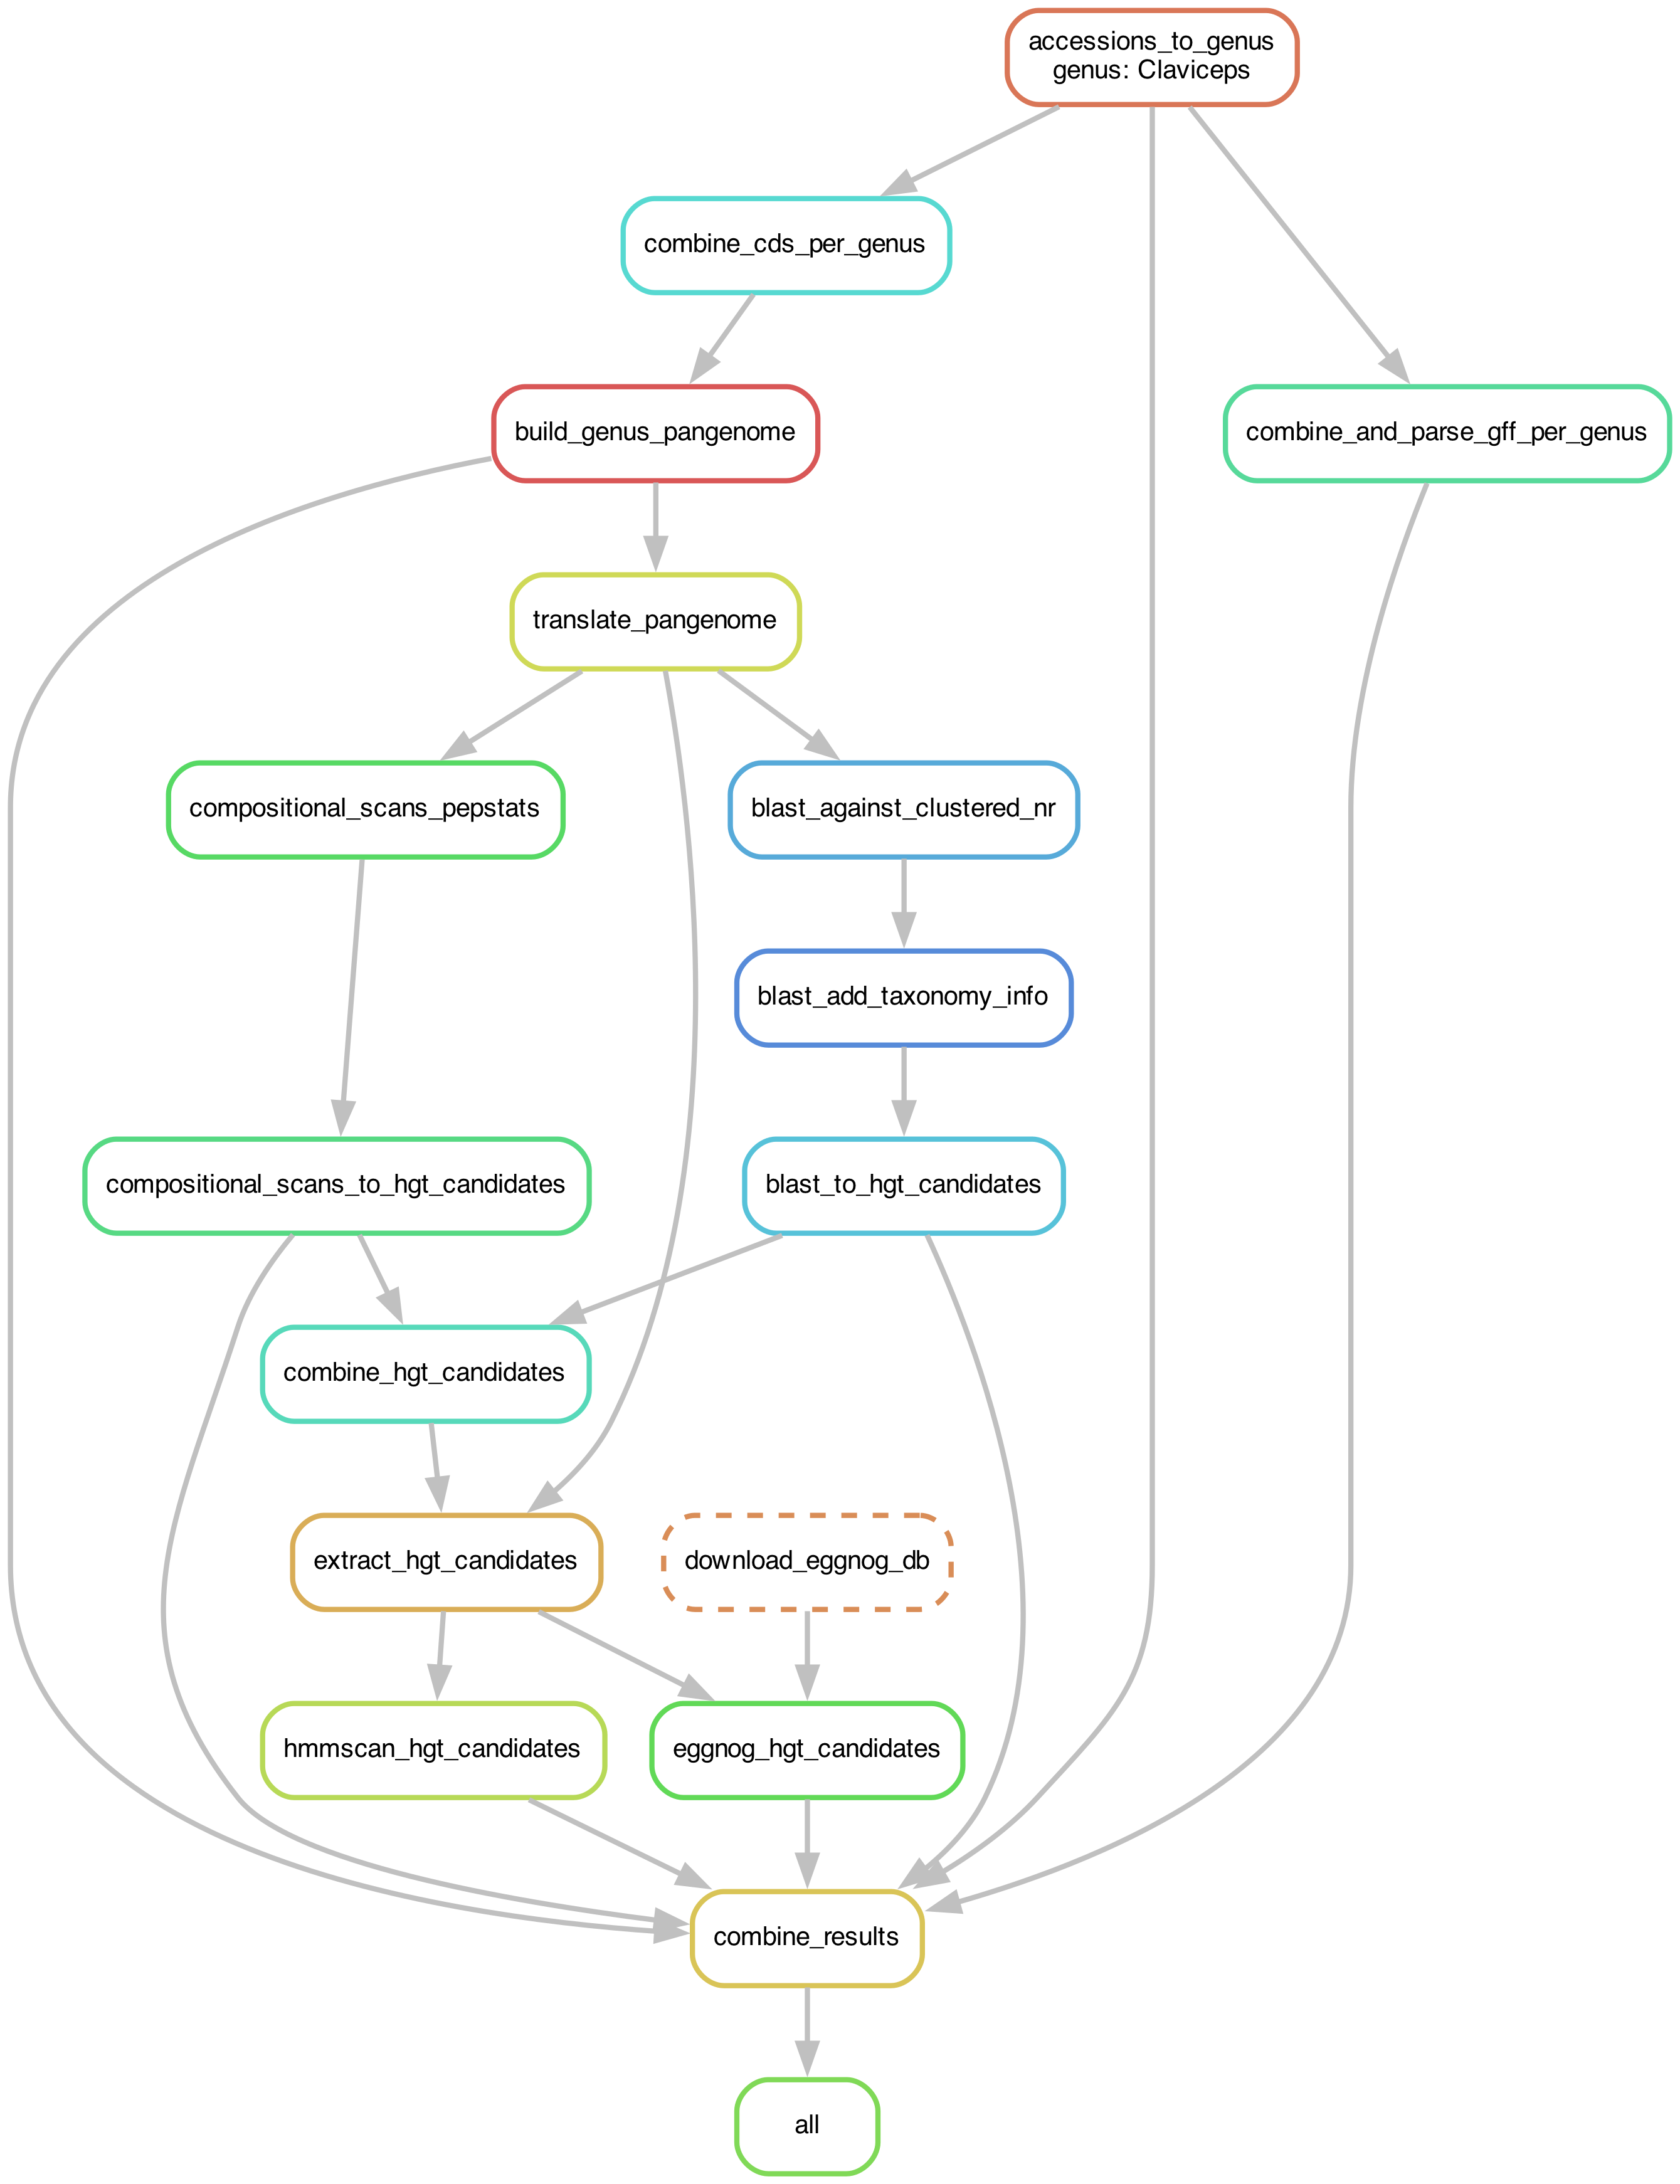 accessions_to_genus
genus: Claviceps
combine_cds_per_genus
build_genus_pangenome
combine_and_parse_gff_per_genus
translate_pangenome
compositional_scans_pepstats
blast_against_clustered_nr
blast_add_taxonomy_info
compositional_scans_to_hgt_candidates
blast_to_hgt_candidates
combine_hgt_candidates
extract_hgt_candidates
download_eggnog_db
hmmscan_hgt_candidates
eggnog_hgt_candidates
combine_results
all